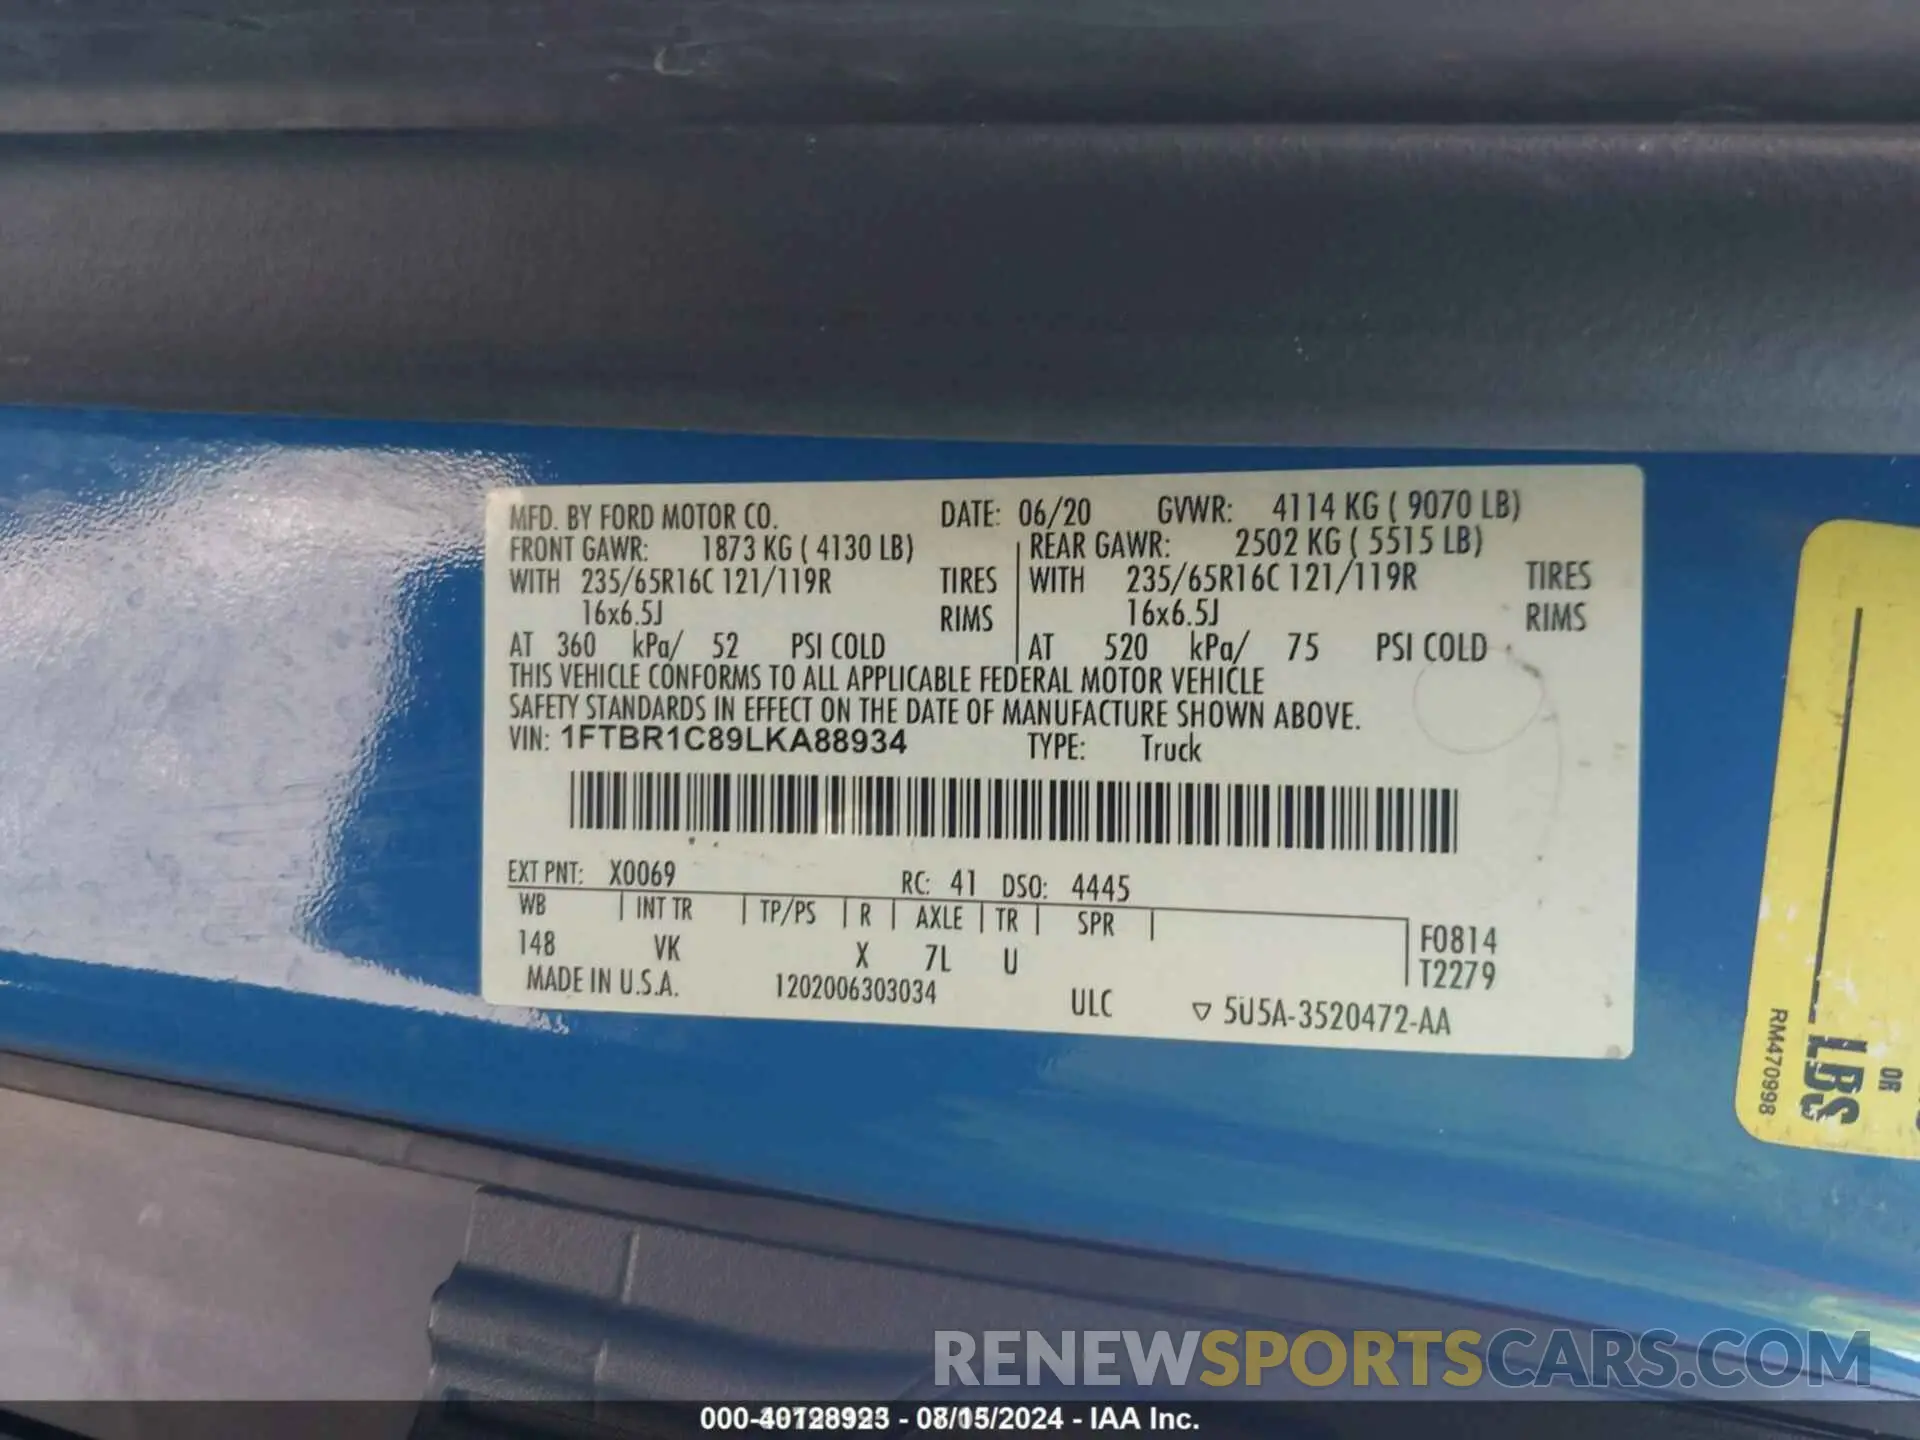 MFD. BY FORD MOTOR CO. DATE: 06/20 GVWR: 4114 KG ( 9070 LB)
FRONT GAWR: 1873 KG ( 4130 LB) REAR GAWR: 2502 KG ( 5515 LB)
WITH 235/65R16C 121/119R TIRES WITH 235/65R16C 121/119R TIRES
16x6.5J RIMS 16x6.5J RIMS
AT 360 kPa/ 52 PSI COLD AT 520 kPa/ 75 PSI COLD
THIS VEHICLE CONFORMS TO ALL APPLICABLE FEDERAL MOTOR VEHICLE
SAFETY STANDARDS IN EFFECT ON THE DATE OF MANUFACTURE SHOWN ABOVE.
VIN: 1FTBR1C89LKA88934 TYPE: Truck
EXT PNT: X0069 RC: 41 DSO: 4445
WB | INT TR | TP/PS | R | AXLE | TR | SPR | F0814
148 VK X 7L U T2279
MADE IN U.S.A. 1202006303034 ULC ▽ 5U5A-3520472-AA
OR
LBS
RM470998
RENEWSPORTSCARS.COM
- IAA Inc.